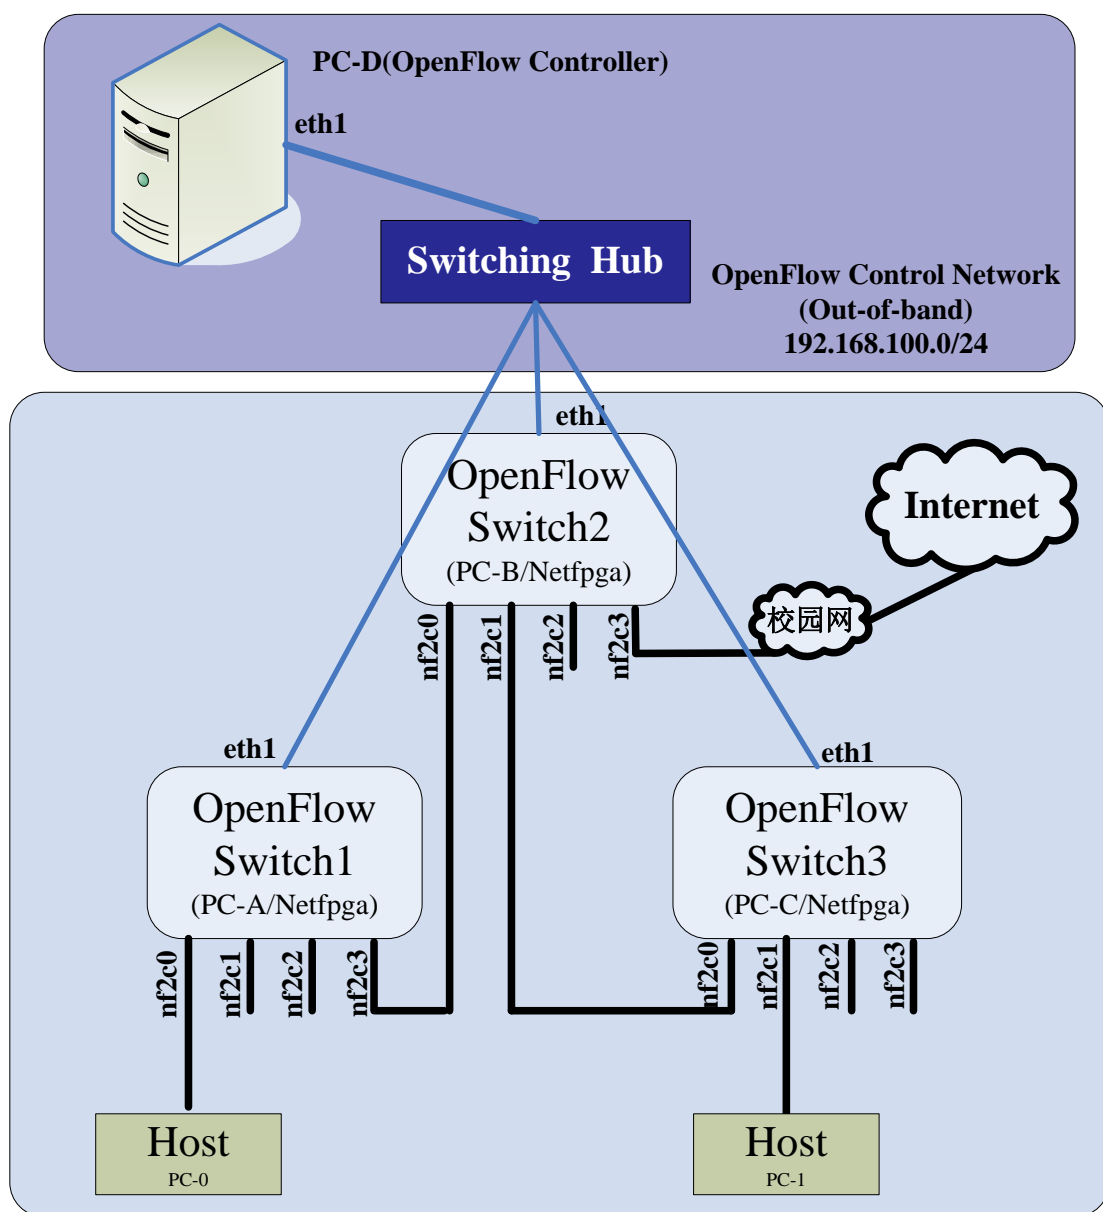 PC-D(OpenFlow Controller)
eth1
Switching Hub
OpenFlow Control Network
(Out-of-band)
192.168.100.0/24
eth1
OpenFlow
Switch2
(PC-B/Netfpga)
nf2c0
nf2c1
nf2c2
nf2c3
Internet
校园网
eth1
OpenFlow
Switch1
(PC-A/Netfpga)
nf2c0
nf2c1
nf2c2
nf2c3
eth1
OpenFlow
Switch3
(PC-C/Netfpga)
nf2c0
nf2c1
nf2c2
nf2c3
Host
PC-0
Host
PC-1